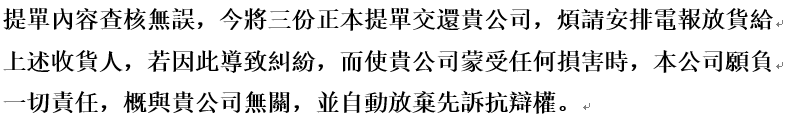 提單內容查核無誤，今將三份正本提單交還貴公司，煩請安排電報放貨給
上述收貨人，若因此導致糾紛，而使貴公司蒙受任何損害時，本公司願負
一切責任，概與貴公司無關，並自動放棄先訴抗辯權。